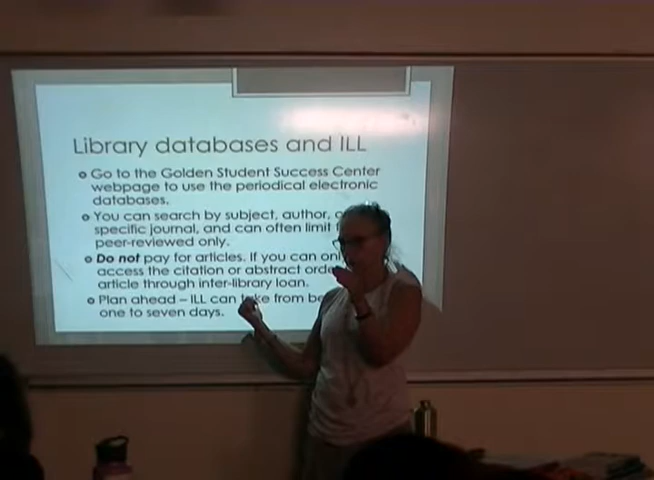 Library databases and ILL
Go to the Golden Student Success Center
webpage to use the periodical electronic
databases.
You can search by subject, author,
specific journal, and can often limit
peer-reviewed only.
Do not pay for articles. If you can
access the citation or abstract
article through inter-library loan.
Plan ahead – ILL can take from
one to seven days.